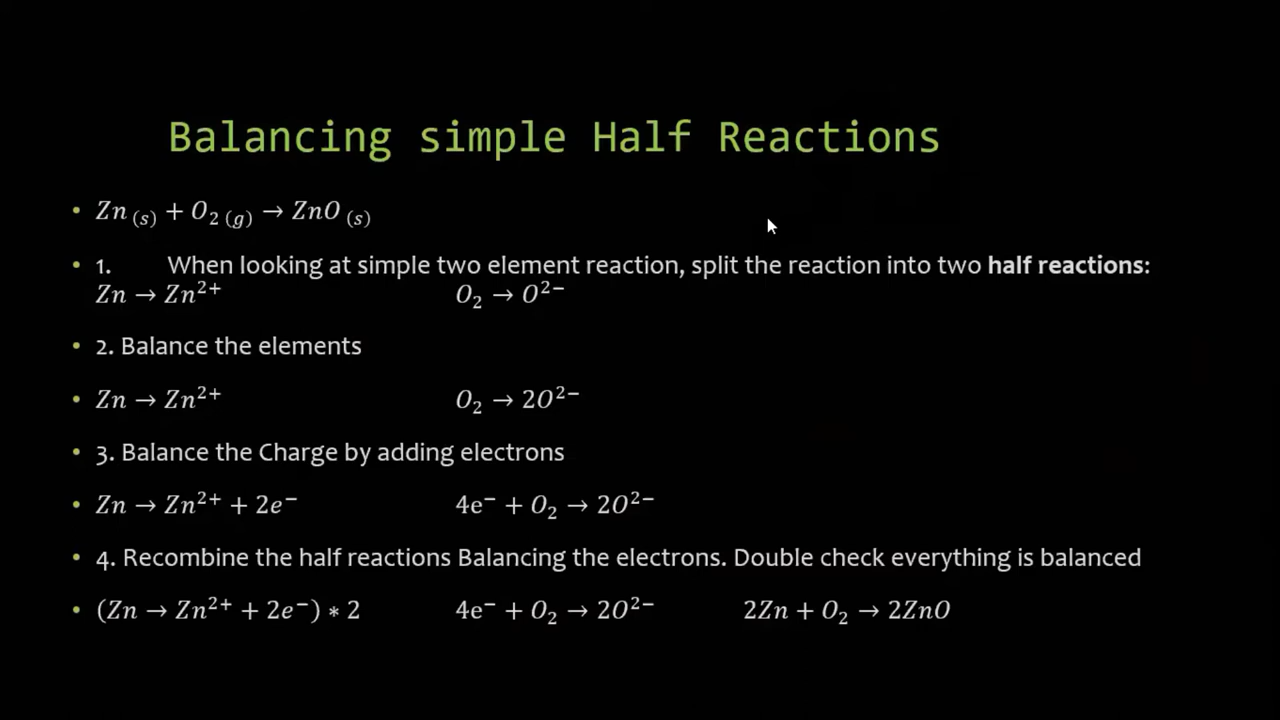 Balancing simple Half Reactions
• Zn (s) + O₂ (g) → ZnO (s)
• 1. When looking at simple two element reaction, split the reaction into two half reactions:
Zn → Zn²⁺ O₂ → O²⁻
• 2. Balance the elements
• Zn → Zn²⁺ O₂ → 2O²⁻
• 3. Balance the Charge by adding electrons
• Zn → Zn²⁺ + 2e⁻ 4e⁻ + O₂ → 2O²⁻
• 4. Recombine the half reactions Balancing the electrons. Double check everything is balanced
• (Zn → Zn²⁺ + 2e⁻) ∗ 2 4e⁻ + O₂ → 2O²⁻ 2Zn + O₂ → 2ZnO